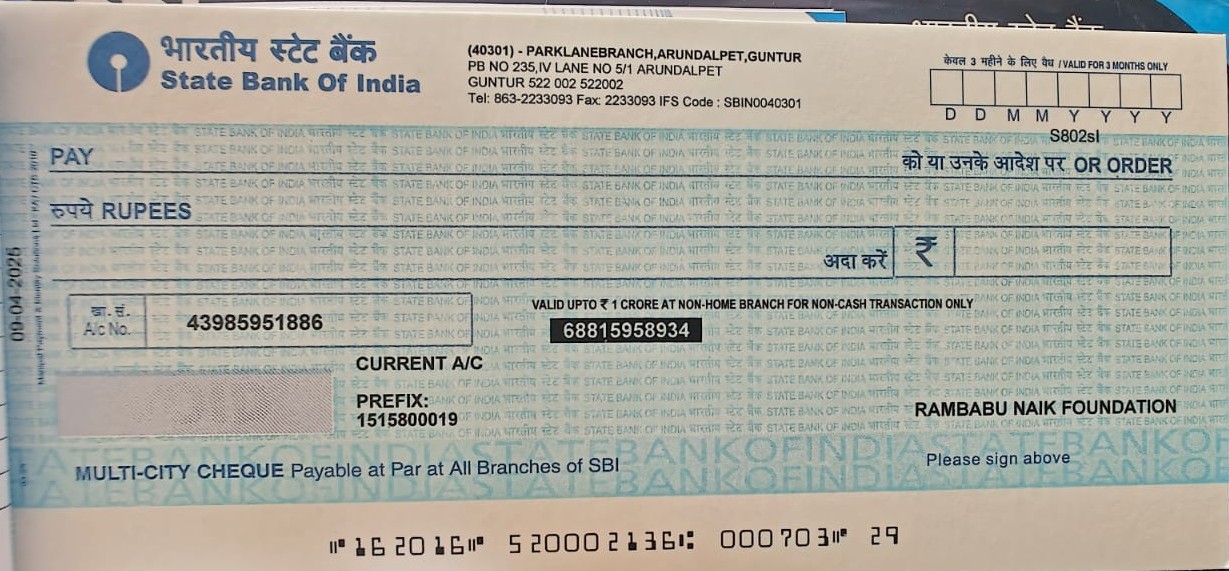 भारतीय स्टेट बैंक
State Bank Of India
(40301) - PARKLANEBRANCH,ARUNDALPET,GUNTUR
PB NO 235,IV LANE NO 5/1 ARUNDALPET
GUNTUR 522 002 522002
Tel: 863-2233093 Fax: 2233093 IFS Code : SBIN0040301
केवल 3 महीने के लिए वैध / VALID FOR 3 MONTHS ONLY
D D M M Y Y Y Y
S802sl
PAY
को या उनके आदेश पर OR ORDER
रुपये RUPEES
अदा करें ₹
09-04-2025
खा. सं.
A/c No.
43985951886
VALID UPTO ₹ 1 CRORE AT NON-HOME BRANCH FOR NON-CASH TRANSACTION ONLY
68815958934
CURRENT A/C
PREFIX:
1515800019
RAMBABU NAIK FOUNDATION
MULTI-CITY CHEQUE Payable at Par at All Branches of SBI
Please sign above
⑈162016⑈ 520002136⑆ 000703⑈ 29